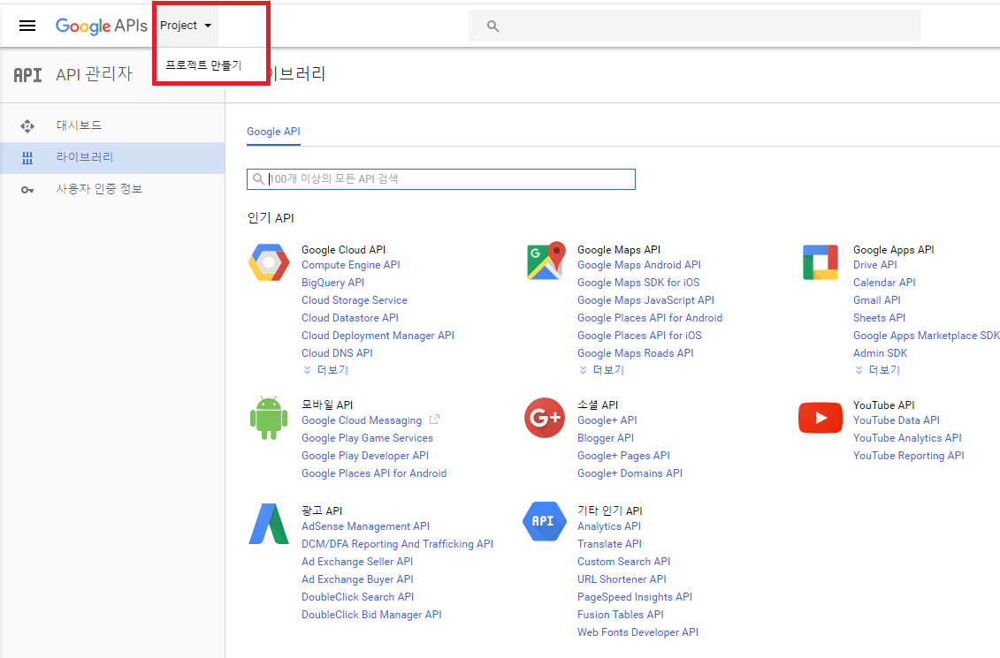 Google APIs
Project
프로젝트 만들기
API API 관리자
이브러리
대시보드
라이브러리
사용자 인증 정보
Google API
100개 이상의 모든 API 검색
인기 API
Google Cloud API
Compute Engine API
BigQuery API
Cloud Storage Service
Cloud Datastore API
Cloud Deployment Manager API
Cloud DNS API
더보기
G
Google Maps API
Google Maps Android API
Google Maps SDK for iOS
Google Maps JavaScript API
Google Places API for Android
Google Places API for iOS
Google Maps Roads API
더보기
Google Apps API
Drive API
Calendar API
Gmail API
Sheets API
Google Apps Marketplace SDK
Admin SDK
더보기
모바일 API
Google Cloud Messaging
Google Play Game Services
Google Play Developer API
Google Places API for Android
G+
소셜 API
Google+ API
Blogger API
Google+ Pages API
Google+ Domains API
YouTube API
YouTube Data API
YouTube Analytics API
YouTube Reporting API
광고 API
AdSense Management API
DCM/DFA Reporting And Trafficking API
Ad Exchange Seller API
Ad Exchange Buyer API
DoubleClick Search API
DoubleClick Bid Manager API
API
기타 인기 API
Analytics API
Translate API
Custom Search API
URL Shortener API
PageSpeed Insights API
Fusion Tables API
Web Fonts Developer API